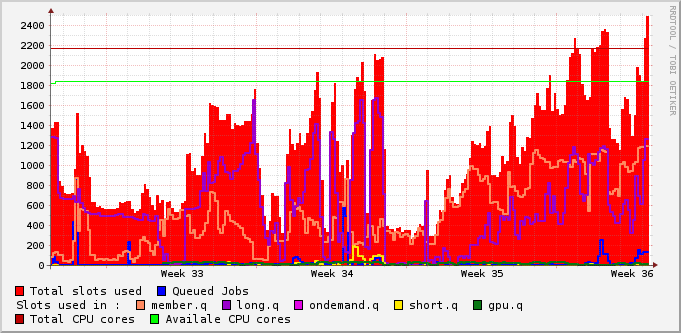 RRDTOOL / TOBI OETIKER
2400
2200
2000
1800
1600
1400
1200
1000
800
600
400
200
0
Week 33 Week 34 Week 35 Week 36
Total slots used Queued Jobs
Slots used in : member.q long.q ondemand.q short.q gpu.q
Total CPU cores Availale CPU cores